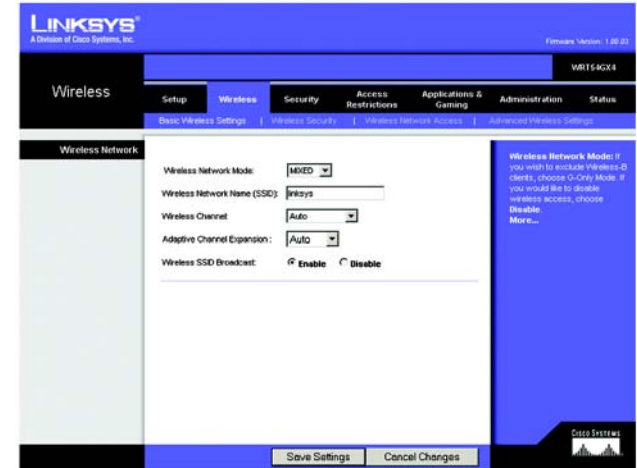 LINKSYS®
A Division of Cisco Systems, Inc.
Firmware Version: 1.00.03
WRT54GX4
Wireless
Setup
Wireless
Security
Access Restrictions
Applications & Gaming
Administration
Status
Basic Wireless Settings | Wireless Security | Wireless Network Access | Advanced Wireless Settings
Wireless Network
Wireless Network Mode: MIXED
Wireless Network Name (SSID): linksys
Wireless Channel: Auto
Adaptive Channel Expansion : Auto
Wireless SSID Broadcast: Enable Disable
Wireless Network Mode: If
you wish to exclude Wireless-B
clients, choose G-Only Mode. If
you would like to disable
wireless access, choose
Disable.
More...
CISCO SYSTEMS
Save Settings
Cancel Changes